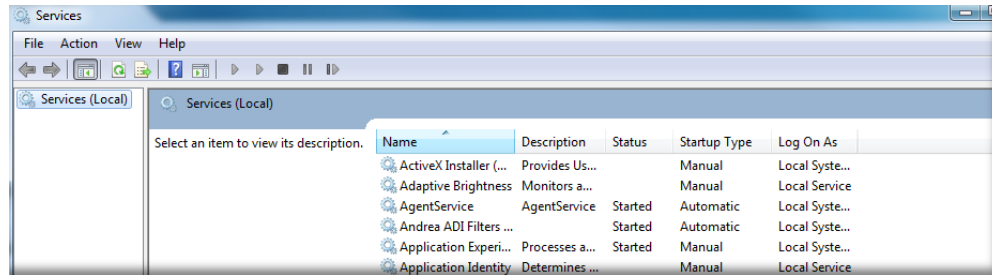 Services
File Action View Help
Services (Local)
Services (Local)
Select an item to view its description.
Name Description Status Startup Type Log On As
ActiveX Installer (... Provides Us... Manual Local Syste...
Adaptive Brightness Monitors a... Manual Local Service
AgentService AgentService Started Automatic Local Syste...
Andrea ADI Filters ... Started Automatic Local Syste...
Application Experi... Processes a... Started Manual Local Syste...
Application Identity Determines ... Manual Local Service